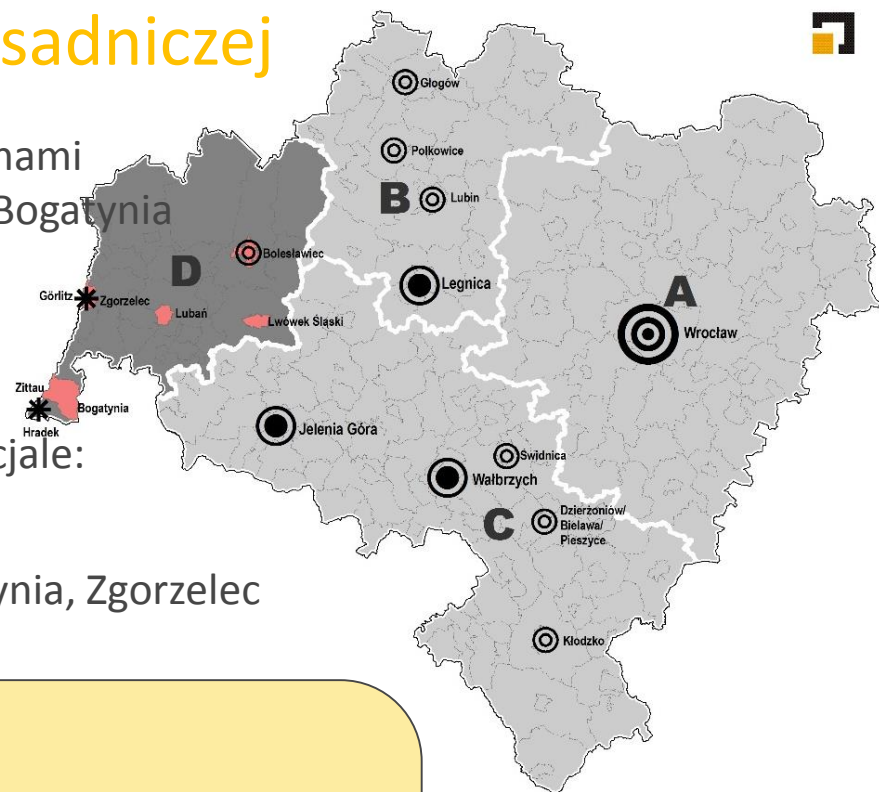 sadniczej
nami
Bogatynia
cjale:
ynia, Zgorzelec
Głogów
Polkowice
B
Lubin
Bolesławiec
D
Legnica
A
Görlitz
Zgorzelec
Lubań
Lwówek Śląski
Wrocław
Zittau
Bogatynia
Hradek
Jelenia Góra
Świdnica
Wałbrzych
C
Dzierżoniów/
Bielawa/
Pieszyce
Kłodzko